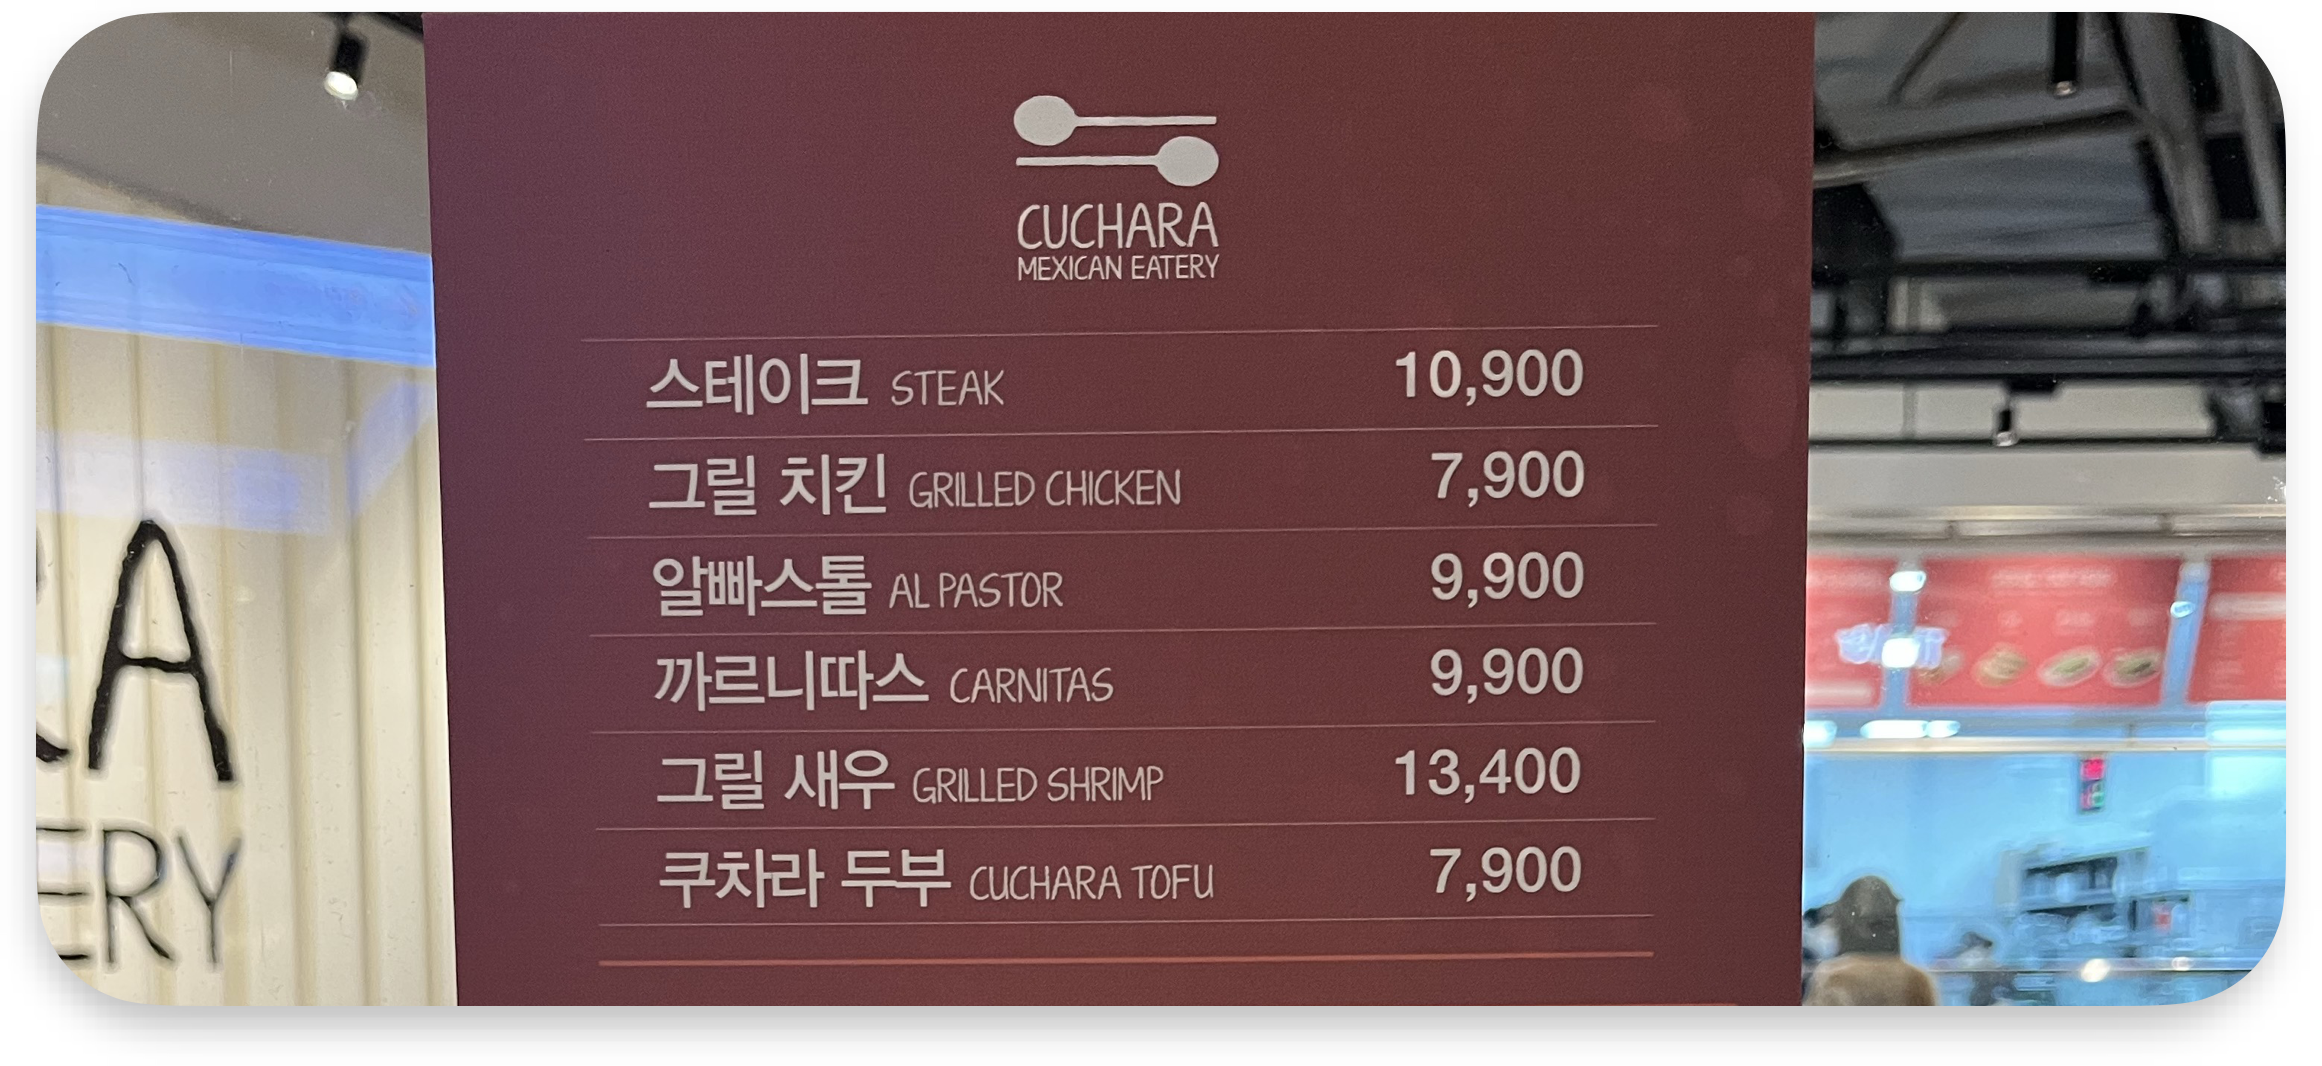 CUCHARA
MEXICAN EATERY
스테이크 STEAK 10,900
그릴 치킨 GRILLED CHICKEN 7,900
알빠스톨 AL PASTOR 9,900
까르니따스 CARNITAS 9,900
그릴 새우 GRILLED SHRIMP 13,400
쿠차라 두부 CUCHARA TOFU 7,900
RA
ERY